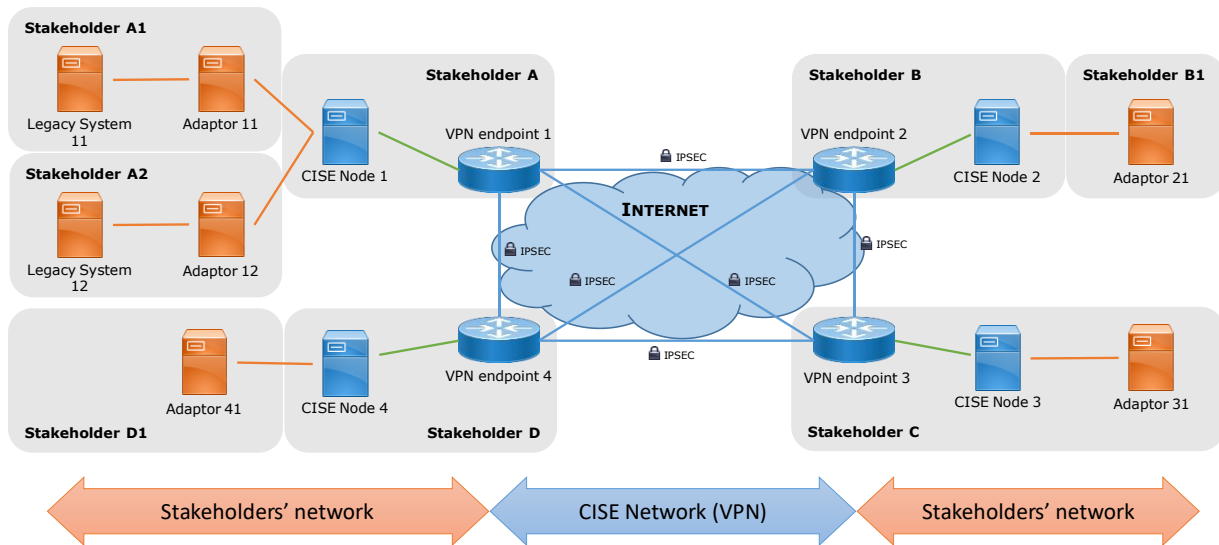 Stakeholder A1
Legacy System
11
Adaptor 11
Stakeholder A2
Legacy System
12
Adaptor 12
Stakeholder A
CISE Node 1
VPN endpoint 1
Stakeholder B
VPN endpoint 2
CISE Node 2
Stakeholder B1
Adaptor 21
IPSEC
INTERNET
IPSEC
IPSEC
IPSEC
IPSEC
IPSEC
Adaptor 41
Stakeholder D1
CISE Node 4
VPN endpoint 4
Stakeholder D
VPN endpoint 3
CISE Node 3
Adaptor 31
Stakeholder C
Stakeholders’ network
CISE Network (VPN)
Stakeholders’ network